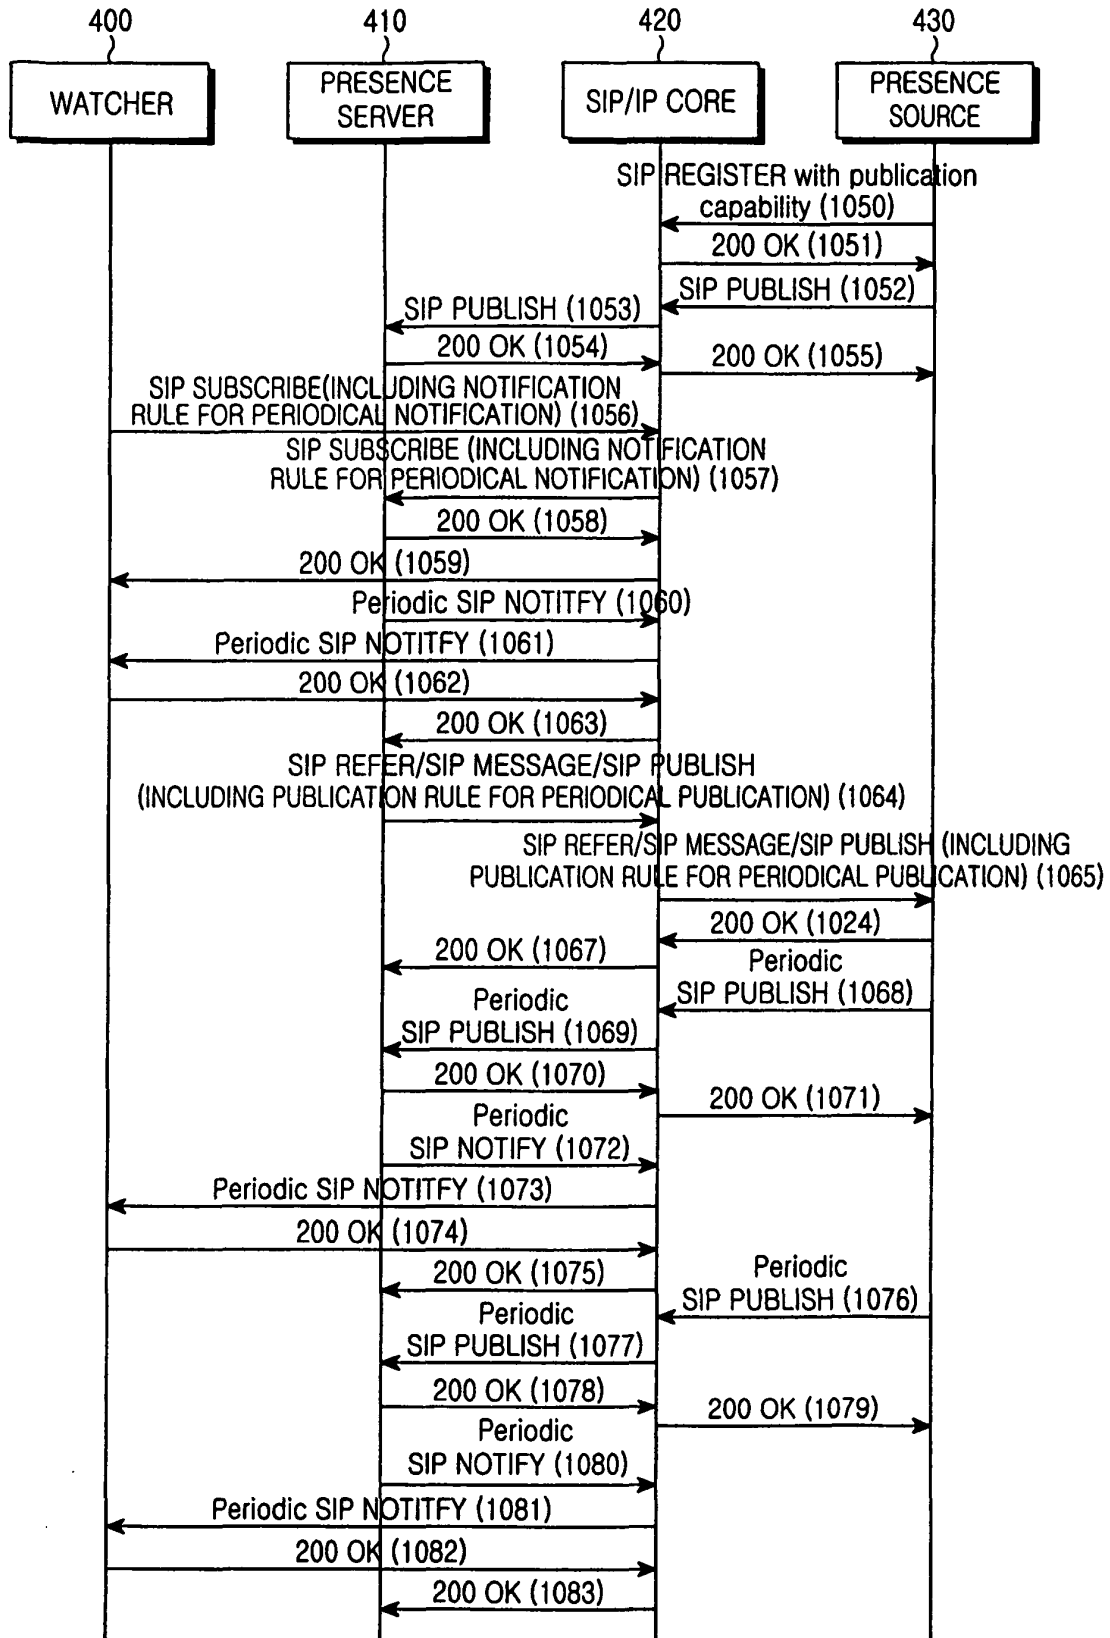 400
410
420
430
WATCHER
PRESENCE
SERVER
SIP/IP CORE
PRESENCE
SOURCE
SIP REGISTER with publication
capability (1050)
200 OK (1051)
SIP PUBLISH (1052)
SIP PUBLISH (1053)
200 OK (1054)
200 OK (1055)
SIP SUBSCRIBE(INCLUDING NOTIFICATION
RULE FOR PERIODICAL NOTIFICATION) (1056)
SIP SUBSCRIBE (INCLUDING NOTIFICATION
RULE FOR PERIODICAL NOTIFICATION) (1057)
200 OK (1058)
200 OK (1059)
Periodic SIP NOTITFY (1060)
Periodic SIP NOTITFY (1061)
200 OK (1062)
200 OK (1063)
SIP REFER/SIP MESSAGE/SIP PUBLISH
(INCLUDING PUBLICATION RULE FOR PERIODICAL PUBLICATION) (1064)
SIP REFER/SIP MESSAGE/SIP PUBLISH (INCLUDING
PUBLICATION RULE FOR PERIODICAL PUBLICATION) (1065)
200 OK (1024)
200 OK (1067)
Periodic
SIP PUBLISH (1068)
Periodic
SIP PUBLISH (1069)
200 OK (1070)
200 OK (1071)
Periodic
SIP NOTIFY (1072)
Periodic SIP NOTITFY (1073)
200 OK (1074)
200 OK (1075)
Periodic
SIP PUBLISH (1076)
Periodic
SIP PUBLISH (1077)
200 OK (1078)
200 OK (1079)
Periodic
SIP NOTIFY (1080)
Periodic SIP NOTITFY (1081)
200 OK (1082)
200 OK (1083)